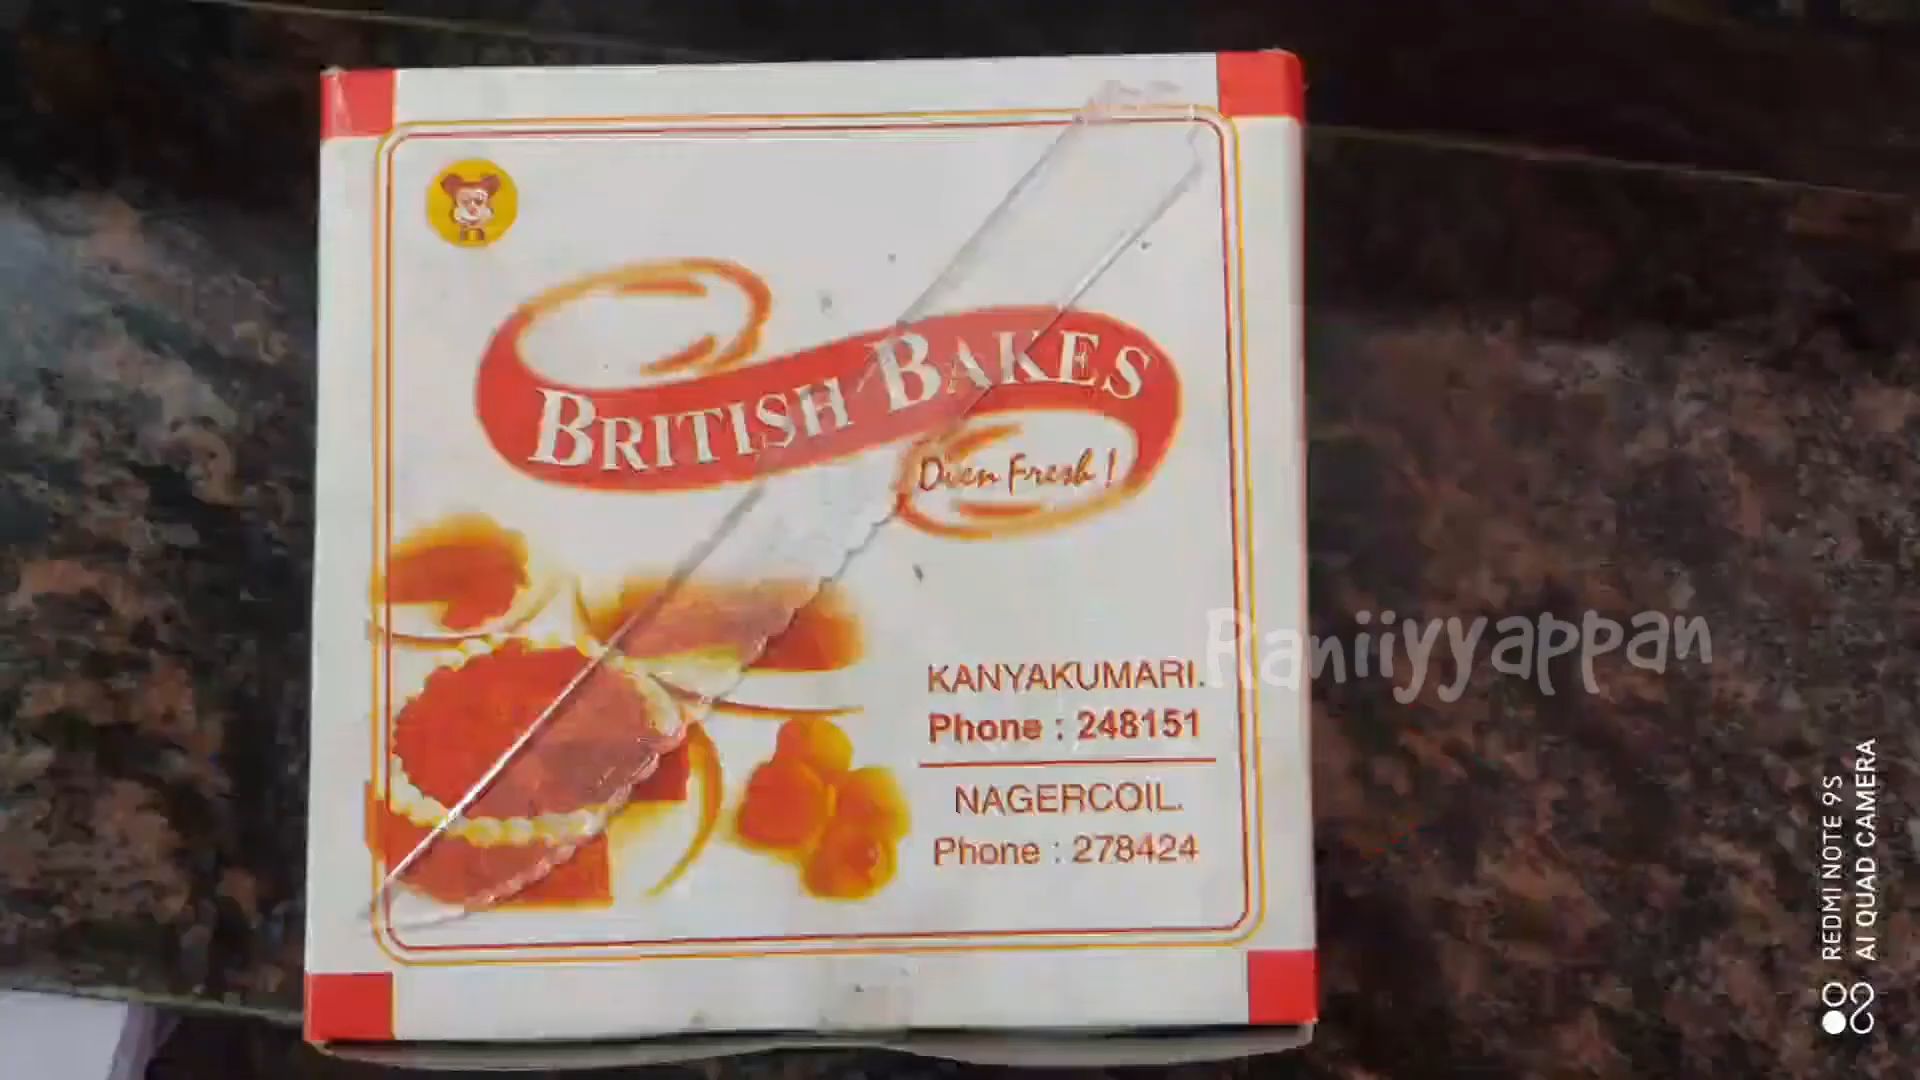 BRITISH BAKES
Oven Fresh !
KANYAKUMARI.
Phone : 248151
NAGERCOIL.
Phone : 278424
Raniiyyappan
REDMI NOTE 9S
AI QUAD CAMERA